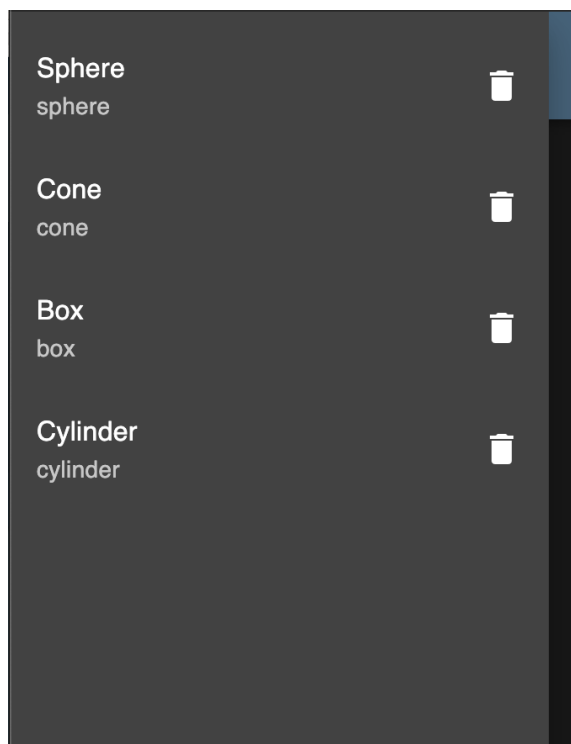 Sphere
sphere
Cone
cone
Box
box
Cylinder
cylinder